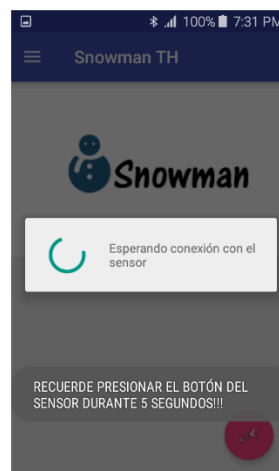 100% 7:31 PM
Snowman TH
Snowman
Esperando conexión con el
sensor
RECUERDE PRESIONAR EL BOTÓN DEL
SENSOR DURANTE 5 SEGUNDOS!!!